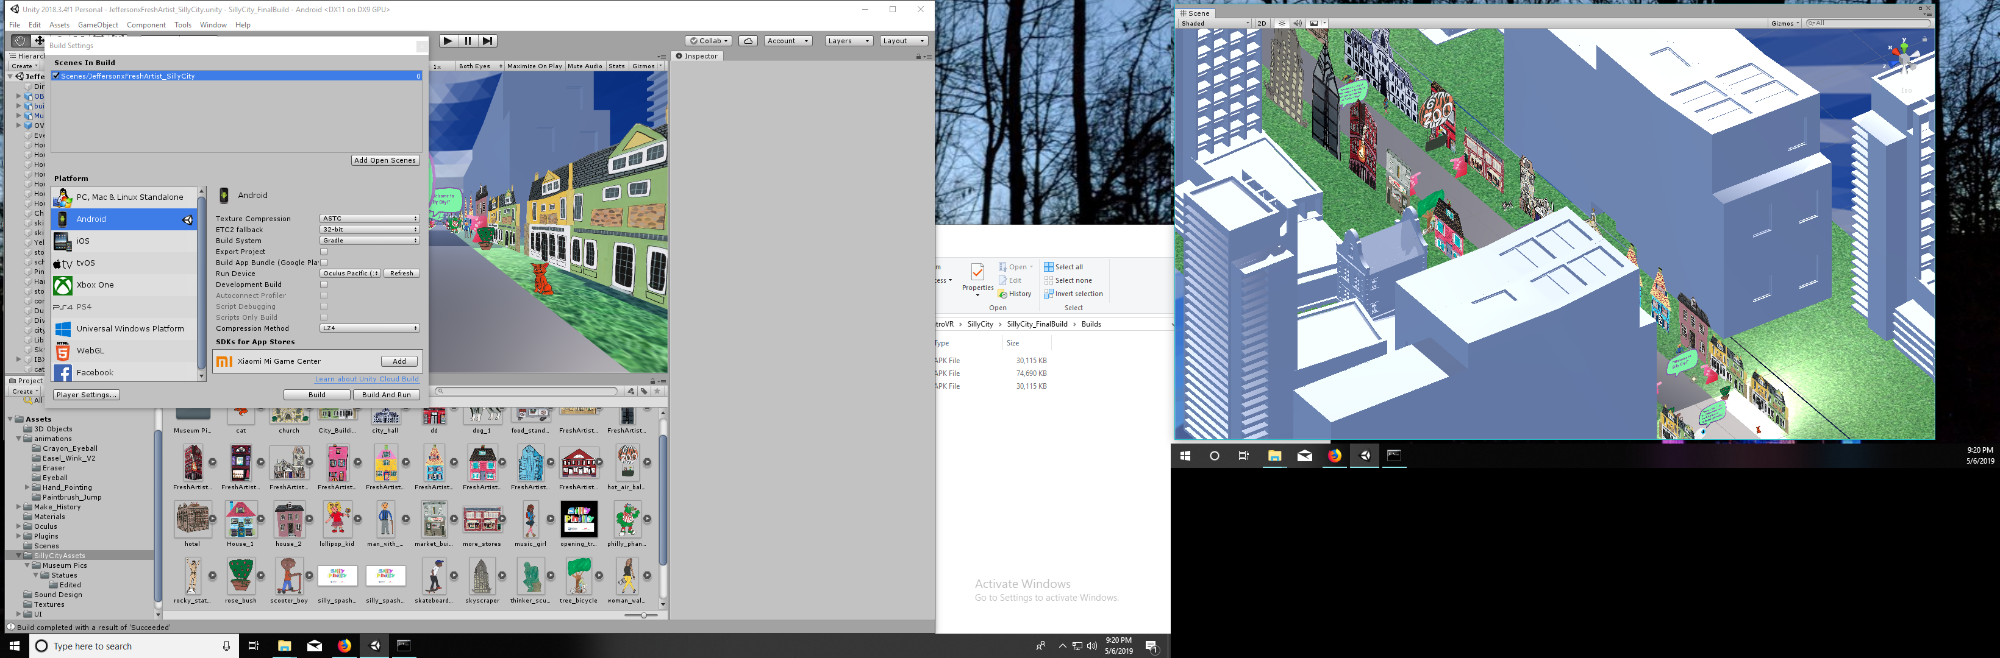 Unity 2018.3.4f1 Personal - JeffersonxFreshArtist_SillyCity.unity - SillyCity_FinalBuild - Android <DX11 on DX9 GPU>
File Edit Assets GameObject Component Tools Window Help
Collab Account Layers Layout
Build Settings
Scenes In Build
Scenes/JeffersonxFreshArtist_SillyCity 0
Add Open Scenes
Platform
PC, Mac & Linux Standalone
Android
iOS
tvOS
Xbox One
PS4
Universal Windows Platform
WebGL
Facebook
Player Settings...
Android
Texture Compression ASTC
ETC2 fallback 32-bit
Build System Gradle
Export Project
Build App Bundle (Google Pla
Run Device Oculus Pacific ( Refresh
Development Build
Autoconnect Profiler
Script Debugging
Scripts Only Build
Compression Method LZ4
SDKs for App Stores
Xiaomi Mi Game Center Add
Learn about Unity Cloud Build
Build Build And Run
Hierarc
Create
Jeffe
1x Both Eyes Maximize On Play Mute Audio Stats Gizmos
Inspector
Project
Create
All
Assets
3D Objects
animations
Crayon_Eyeball
Easel_Wink_V2
Eraser
Eyeball
Hand_Pointing
Paintbrush_Jump
Make_History
Materials
Oculus
Plugins
Scenes
SillyCityAssets
Museum Pics
Statues
Edited
Sound Design
Textures
UI
Museum Pi... cat church City_Build... city_hall dd dog_1 food_stand... FreshArtist... FreshArtist...
FreshArtist... FreshArtist... FreshArtist... FreshArtist... FreshArtist... FreshArtist... FreshArtist... FreshArtist... FreshArtist... hot_air_bal...
hotel House_1 house_2 lollipop_kid man_with_... market_bui... more_stores music_girl opening_tr... philly_phan...
rocky_stat... rose_bush scooter_boy silly_spash... silly_spash... skateboard... skyscraper thinker_scu... tree_bicycle woman_wal...
Build completed with a result of 'Succeeded'
Type here to search
9:20 PM
5/6/2019
Properties
Open
Edit
History
Open
Select all
Select none
Invert selection
Select
troVR > SillyCity > SillyCity_FinalBuild > Builds
Type Size
APK File 30,115 KB
APK File 74,690 KB
APK File 30,115 KB
Activate Windows
Go to Settings to activate Windows.
Scene
Shaded 2D Gizmos All
ZOO
Iso
9:20 PM
5/6/2019